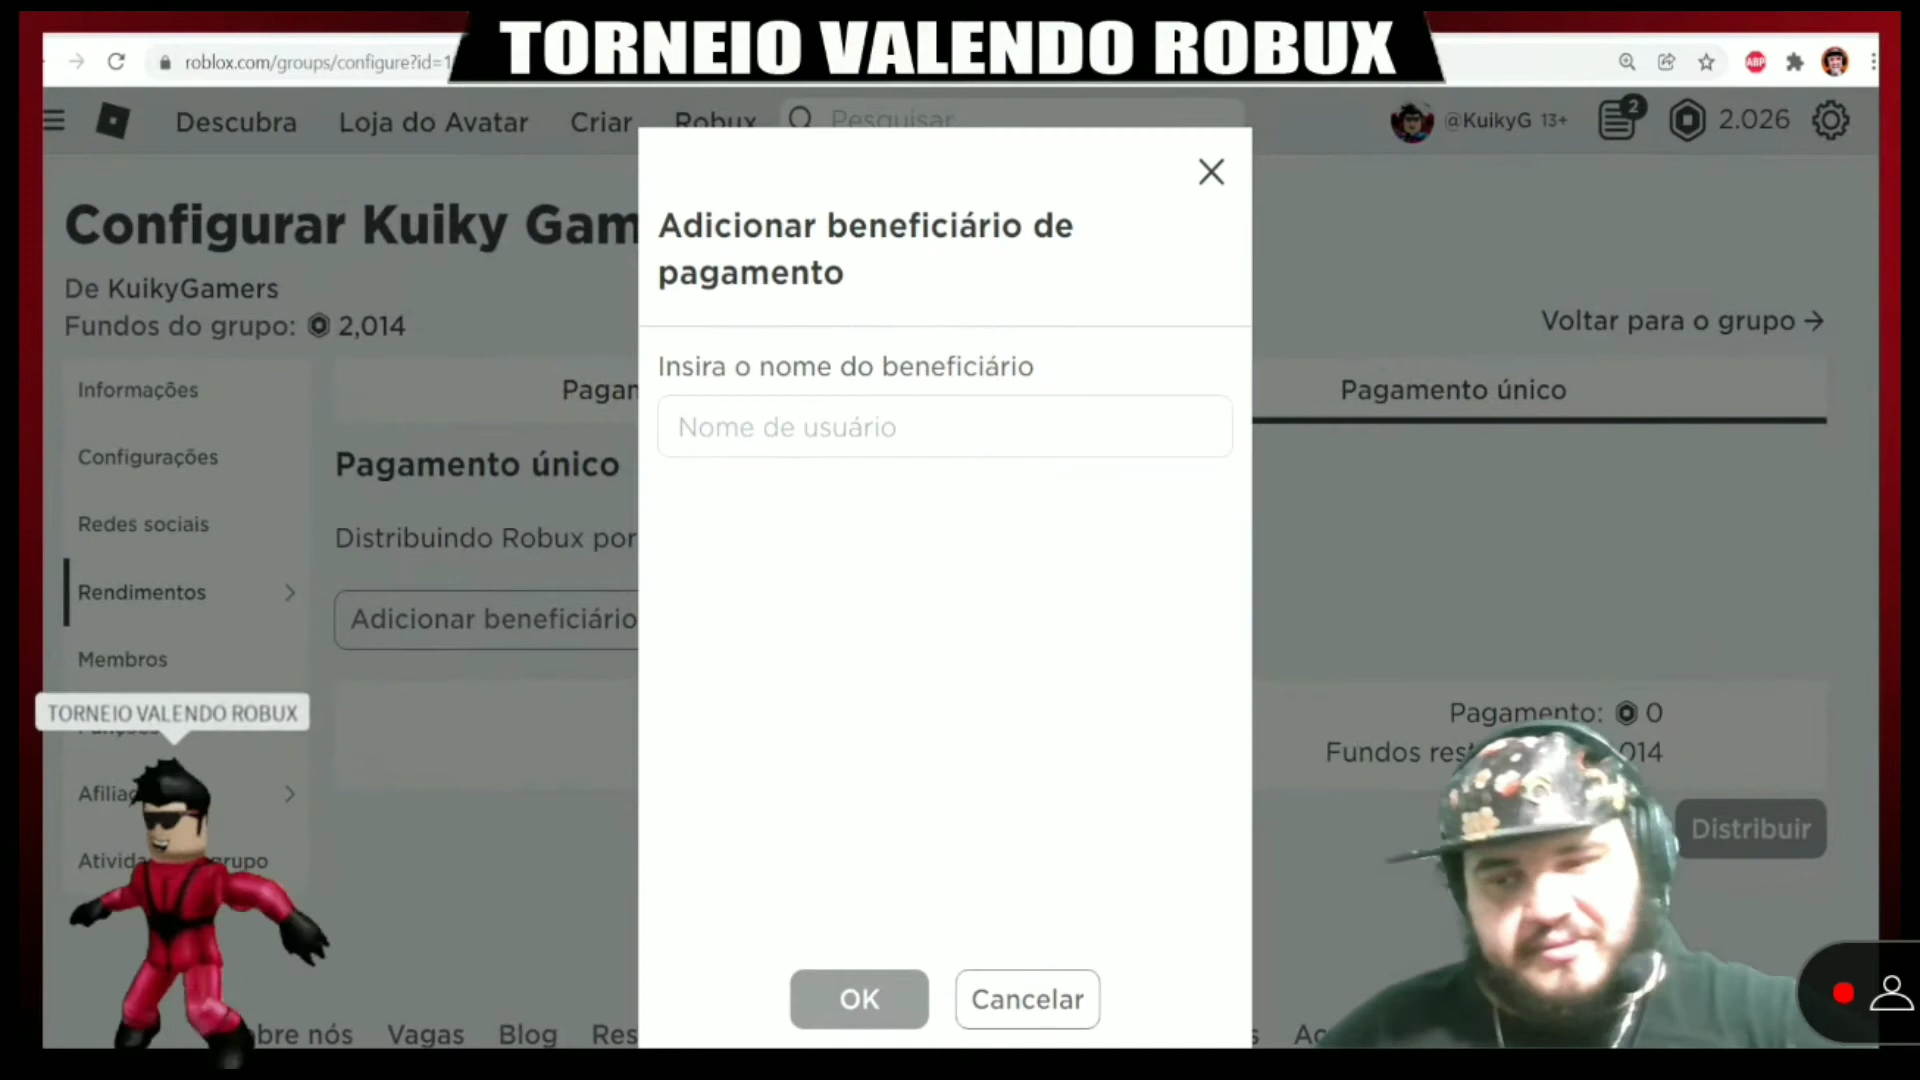 TORNEIO VALENDO ROBUX
roblox.com/groups/configure?id=1
ABP
Descubra
Loja do Avatar
Criar
Robux
Pesquisar
@KuikyG 13+
2
2.026
Configurar Kuiky Gam
De KuikyGamers
Fundos do grupo: 2,014
Voltar para o grupo →
Informações
Configurações
Redes sociais
Rendimentos
Membros
Pagamento único
Pagamento único
Distribuindo Robux por
Adicionar beneficiário
Adicionar beneficiário de
pagamento
Insira o nome do beneficiário
Nome de usuário
OK
Cancelar
TORNEIO VALENDO ROBUX
Pagamento: 0
Fundos res
014
Distribuir
bre nós
Vagas
Blog
Res